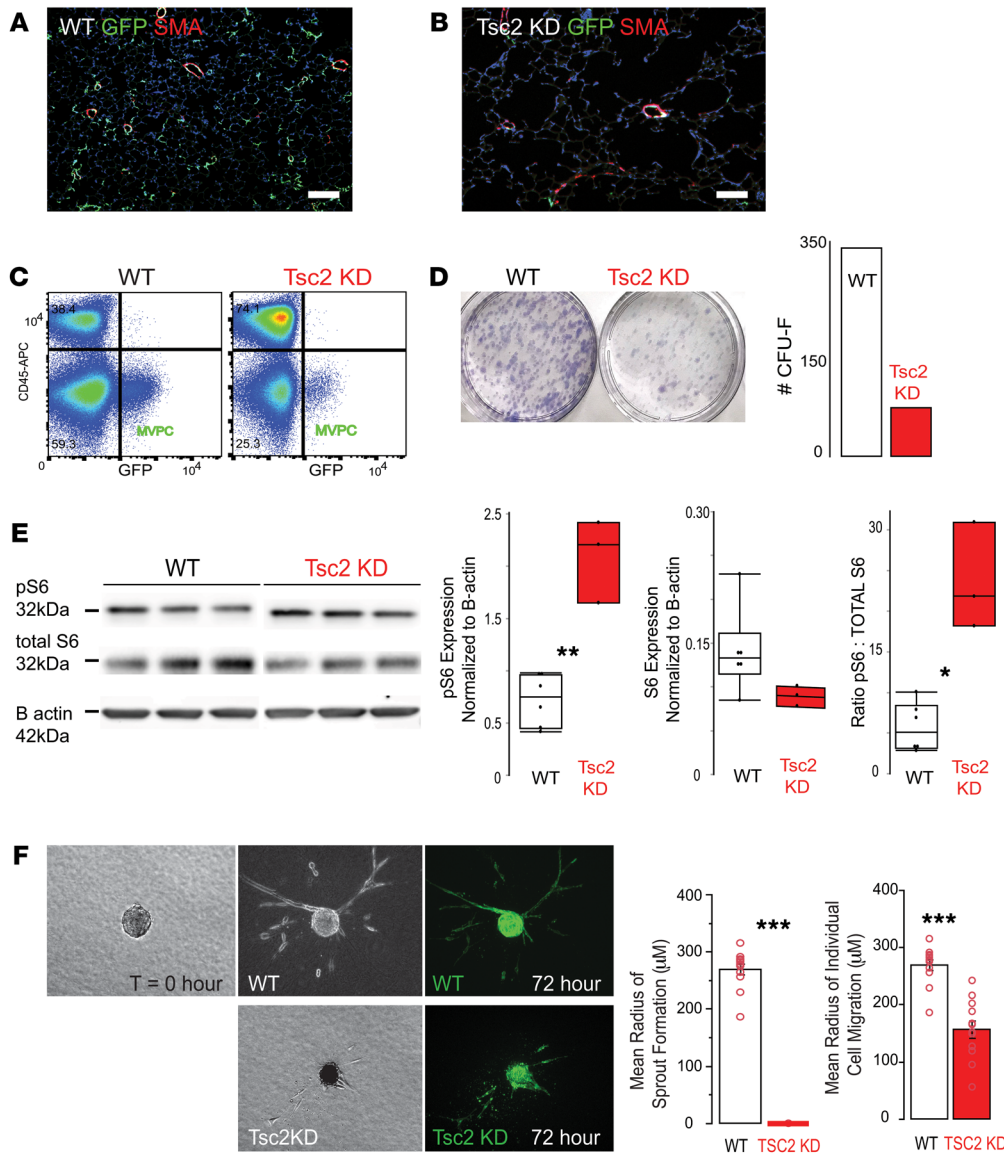 A
WT GFP SMA
B
Tsc2 KD GFP SMA
C
WT
Tsc2 KD
38.4
74.1
10⁴
10⁴
CD45-APC
MVPC
MVPC
59.3
25.3
0
GFP
10⁴
GFP
10⁴
D
WT
Tsc2 KD
# CFU-F
350
150
0
WT
Tsc2
KD
E
WT
Tsc2 KD
pS6
32kDa
total S6
32kDa
B actin
42kDa
pS6 Expression
Normalized to B-actin
2.5
1.5
1
0.5
0
**
WT
Tsc2
KD
S6 Expression
Normalized to B-actin
0.30
0.15
0
WT
Tsc2
KD
Ratio pS6 : TOTAL S6
30
15
0
*
WT
Tsc2
KD
F
T = 0 hour
WT
WT
72 hour
Tsc2KD
Tsc2 KD
72 hour
Mean Radius of
Sprout Formation (µM)
400
300
200
100
0
***
WT
TSC2 KD
Mean Radius of Individual
Cell Migration (µM)
400
300
200
100
0
***
WT
TSC2 KD